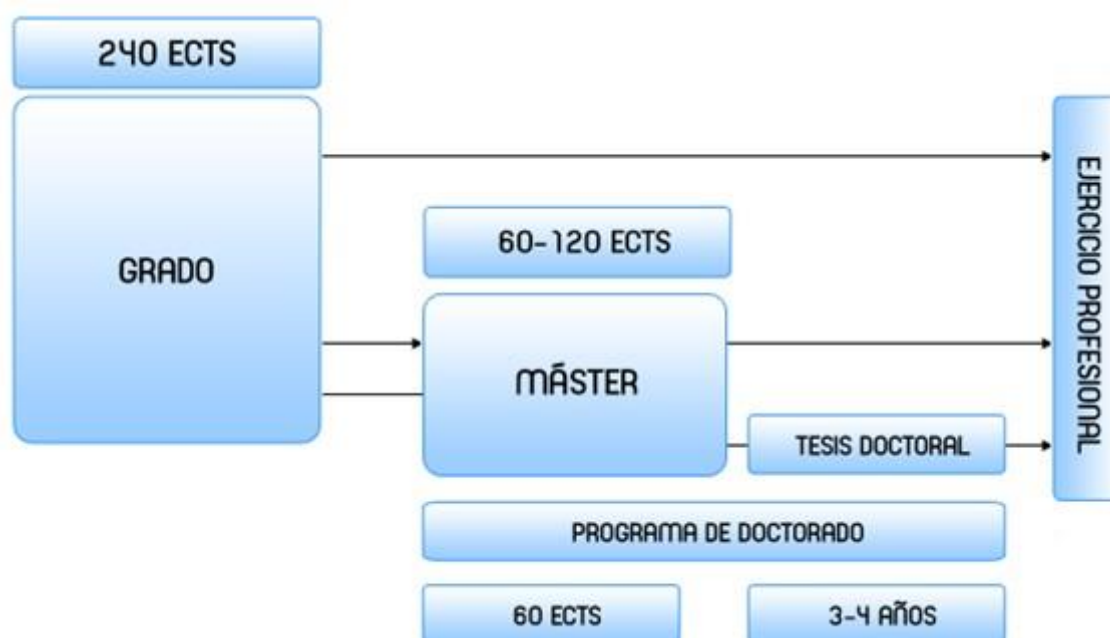 240 ECTS
GRADO
60-120 ECTS
MÁSTER
TESIS DOCTORAL
EJERCICIO PROFESIONAL
PROGRAMA DE DOCTORADO
60 ECTS
3-4 AÑOS